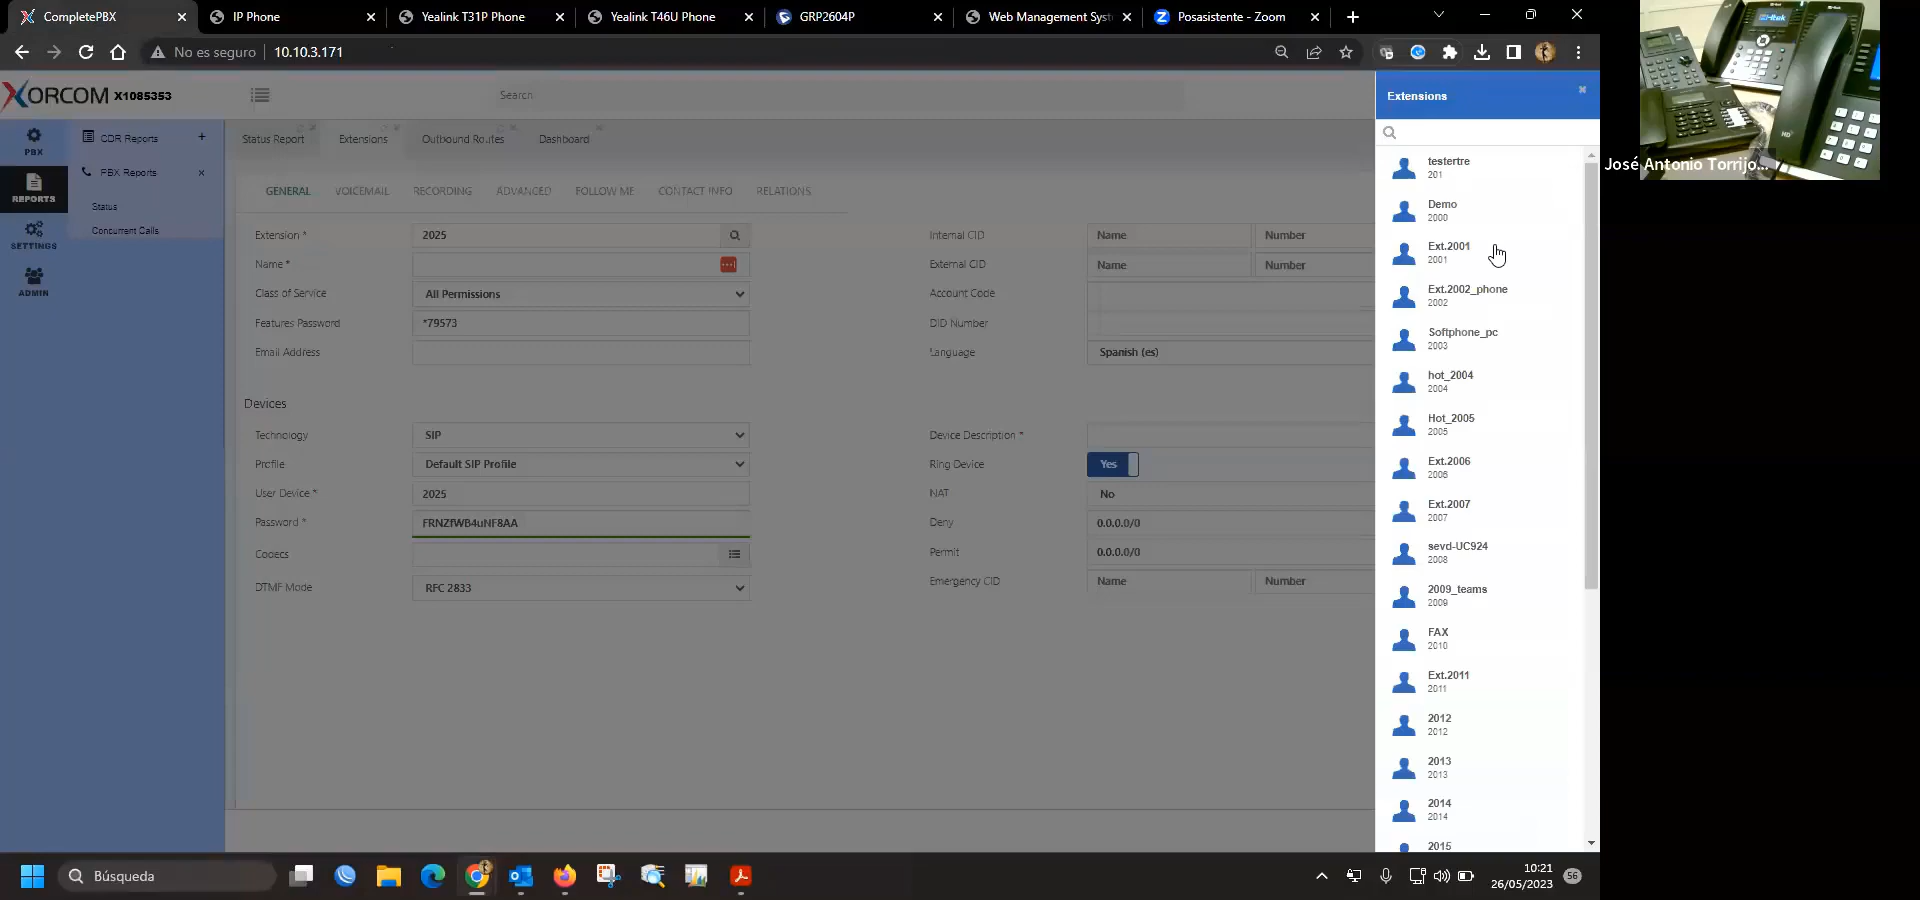 CompletePBX
IP Phone
Yealink T31P Phone
Yealink T46U Phone
GRP2604P
Web Management Syst
Posasistente - Zoom
No es seguro
10.10.3.171
XORCOM X1085353
Search
PBX
REPORTS
SETTINGS
ADMIN
CDR Reports
PBX Reports
Status
Concurrent Calls
Status Report
Extensions
Outbound Routes
Dashboard
GENERAL
VOICEMAIL
RECORDING
ADVANCED
FOLLOW ME
CONTACT INFO
RELATIONS
Extension *
2025
Name *
Class of Service
All Permissions
Features Password
*79573
Email Address
Internal CID
Name
Number
External CID
Name
Number
Account Code
DID Number
Language
Spanish (es)
Devices
Technology
SIP
Profile
Default SIP Profile
User Device *
2025
Password *
FRNZfWB4uNF8AA
Codecs
DTMF Mode
RFC 2833
Device Description *
Ring Device
Yes
NAT
No
Deny
0.0.0.0/0
Permit
0.0.0.0/0
Emergency CID
Name
Number
Extensions
testertre
201
Demo
2000
Ext.2001
2001
Ext.2002_phone
2002
Softphone_pc
2003
hot_2004
2004
Hot_2005
2005
Ext.2006
2006
Ext.2007
2007
sevd-UC924
2008
2009_teams
2009
FAX
2010
Ext.2011
2011
2012
2012
2013
2013
2014
2014
2015
José Antonio Torrijo...
Búsqueda
10:21
26/05/2023
56